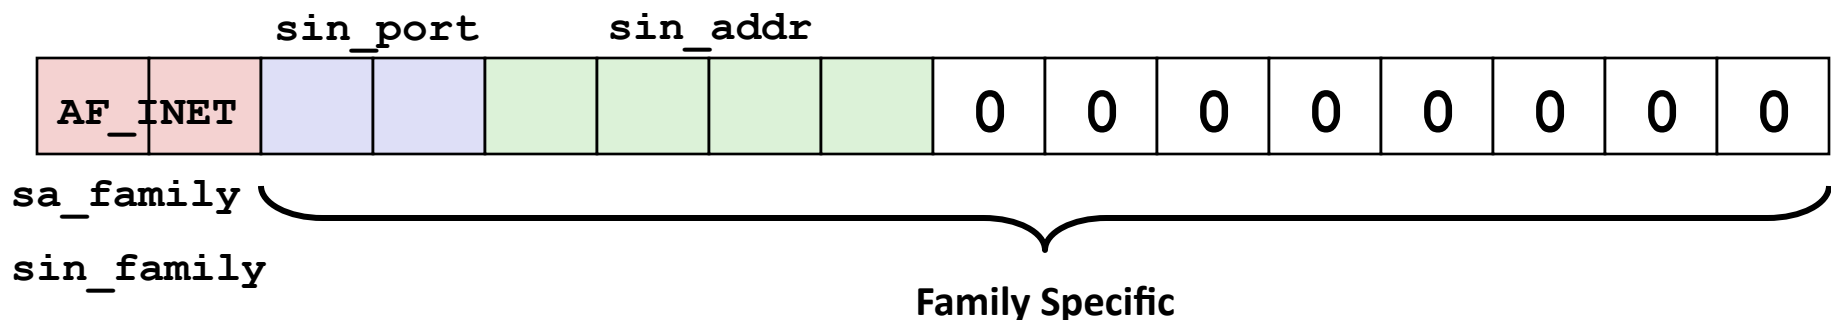 sin_port sin_addr
AF_INET 0 0 0 0 0 0 0 0
sa_family
sin_family
Family Specific